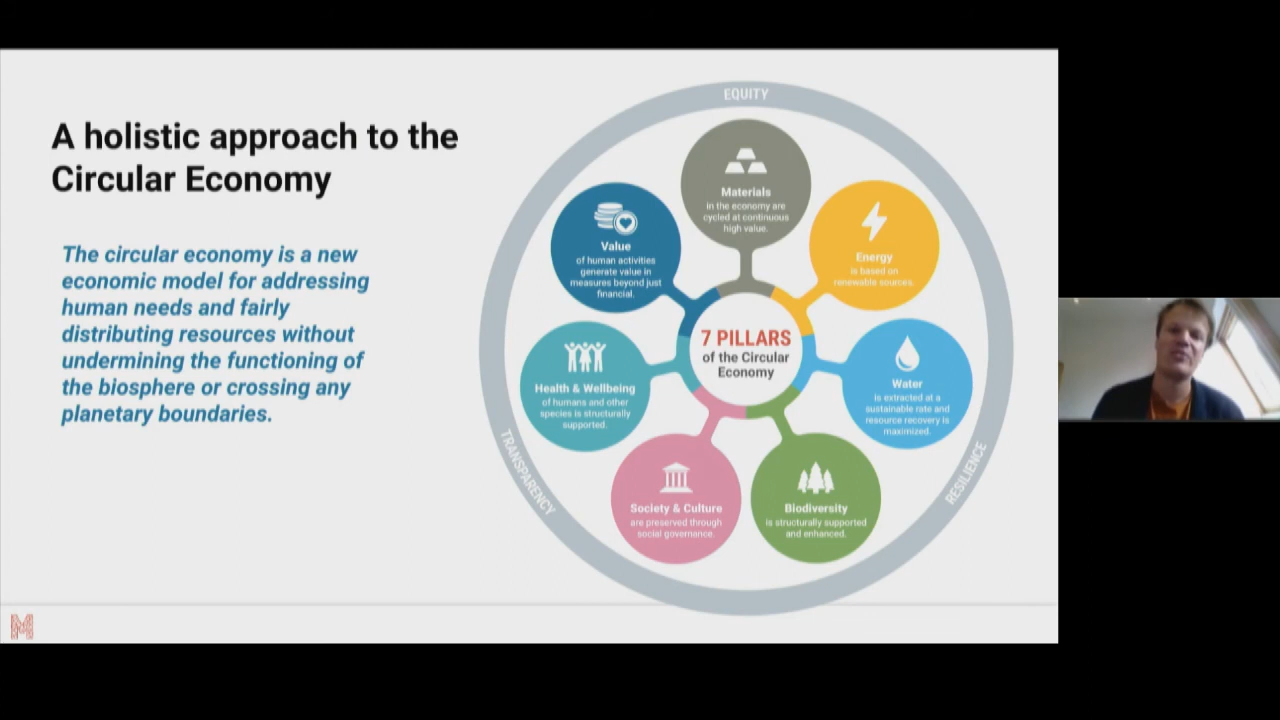 A holistic approach to the
Circular Economy
The circular economy is a new
economic model for addressing
human needs and fairly
distributing resources without
undermining the functioning of
the biosphere or crossing any
planetary boundaries.
EQUITY
Materials
in the economy are
cycled at continuous
high value.
Energy
is based on
renewable sources.
Water
is extracted at a
sustainable rate and
resource recovery is
maximized.
Biodiversity
is structurally supported
and enhanced.
Society & Culture
are preserved through
social governance.
Health & Wellbeing
of humans and other
species is structurally
supported.
Value
of human activities
generate value in
measures beyond just
financial.
7 PILLARS
of the Circular
Economy
TRANSPARENCY
RESILIENCE
M